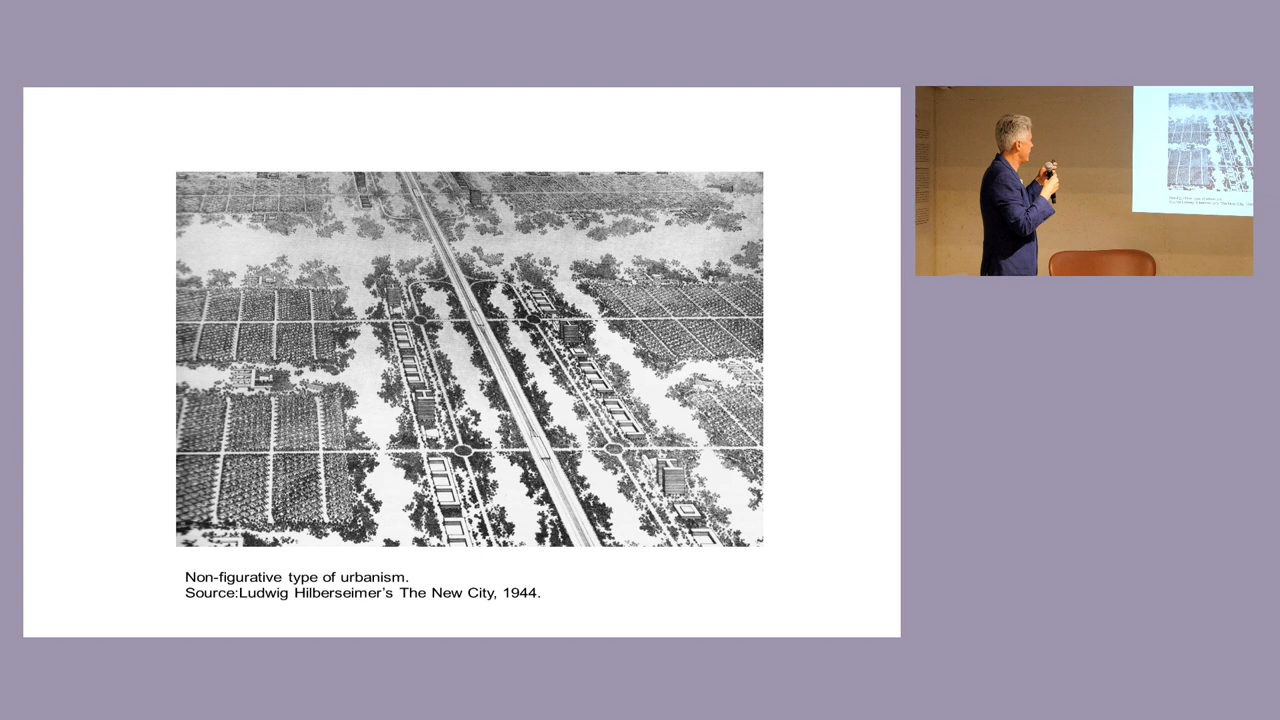 Non-figurative type of urbanism.
Source:Ludwig Hilberseimer's The New City, 1944.